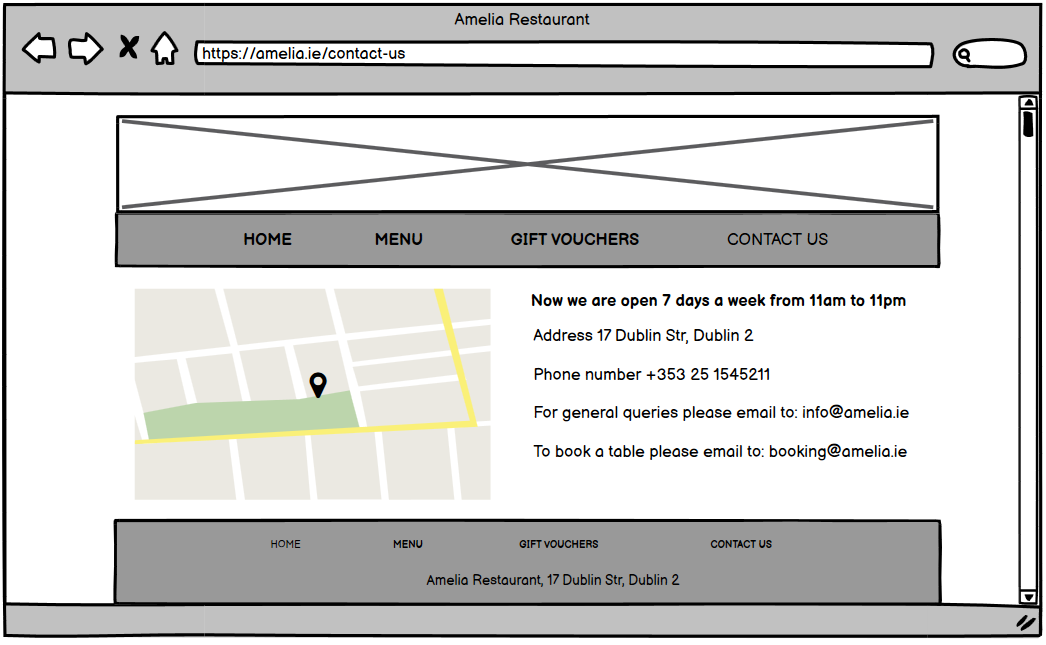 Amelia Restaurant
https://amelia.ie/contact-us
HOME MENU GIFT VOUCHERS CONTACT US
Now we are open 7 days a week from 11am to 11pm
Address 17 Dublin Str, Dublin 2
Phone number +353 25 1545211
For general queries please email to: info@amelia.ie
To book a table please email to: booking@amelia.ie
HOME MENU GIFT VOUCHERS CONTACT US
Amelia Restaurant, 17 Dublin Str, Dublin 2